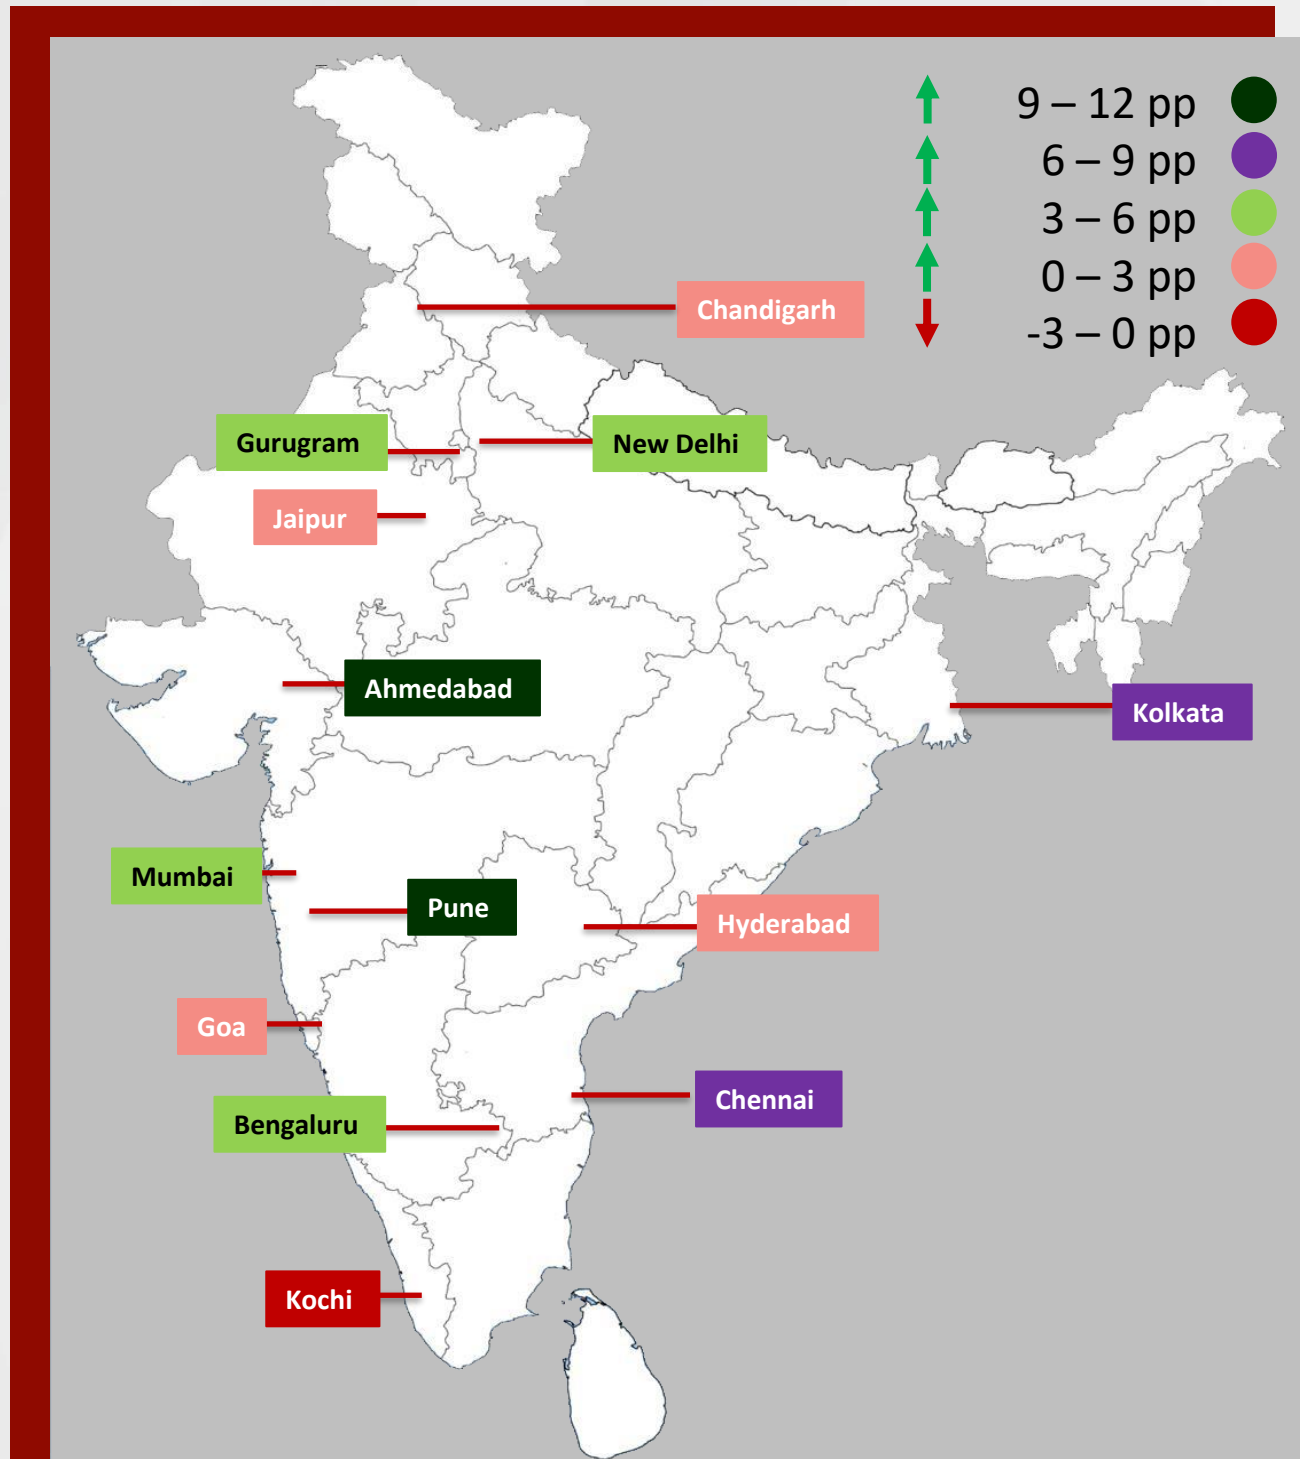 9 – 12 pp
6 – 9 pp
3 – 6 pp
0 – 3 pp
-3 – 0 pp
Chandigarh
Gurugram
New Delhi
Jaipur
Ahmedabad
Kolkata
Mumbai
Pune
Hyderabad
Goa
Chennai
Bengaluru
Kochi